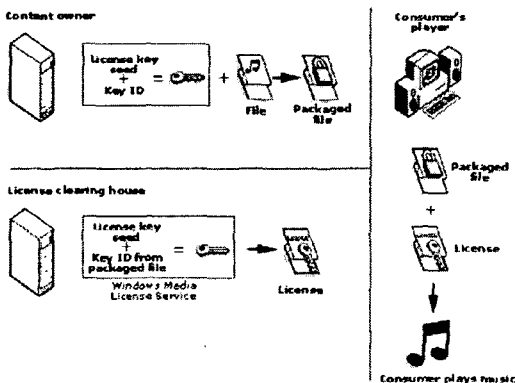 Content owner
License key
seed
+
Key ID
=
+
File
Packaged
file
License clearing house
License key
seed
+
Key ID from
packaged file
=
Windows Media
License Service
License
Consumer's
player
Packaged
file
+
License
Consumer plays music